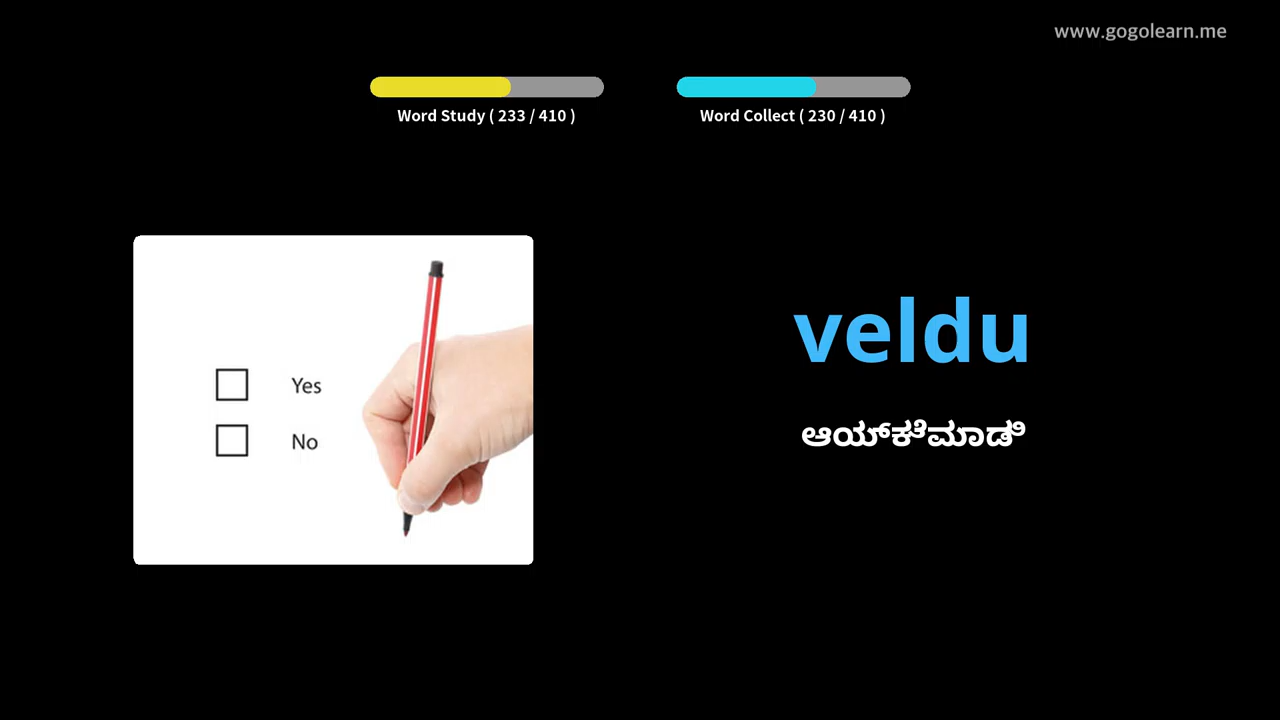 www.gogolearn.me
Word Study ( 233 / 410 )
Word Collect ( 230 / 410 )
Yes
No
veldu
ಆಯ್ಕೆಮಾಡಿ